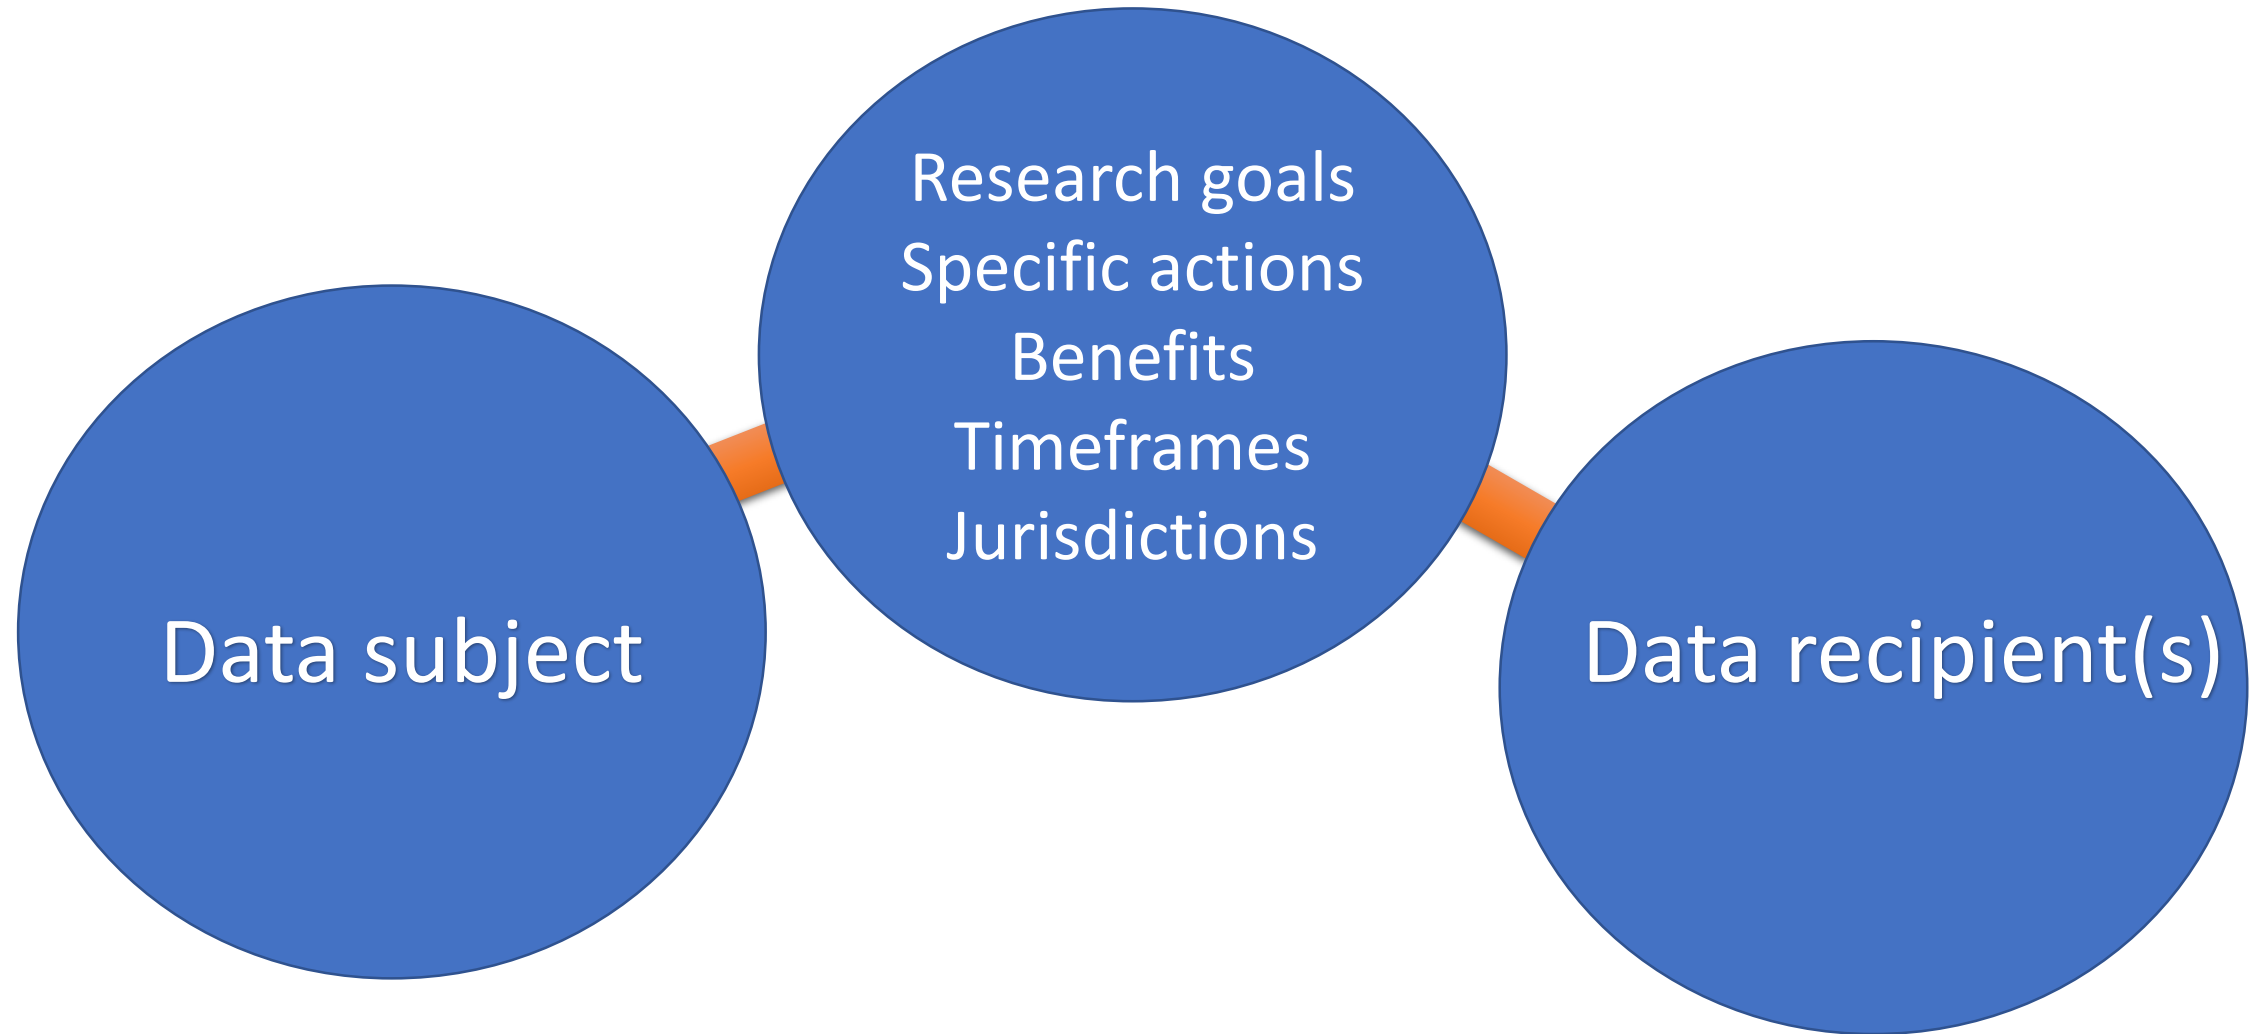 Research goals
Specific actions
Benefits
Timeframes
Jurisdictions
Data subject
Data recipient(s)